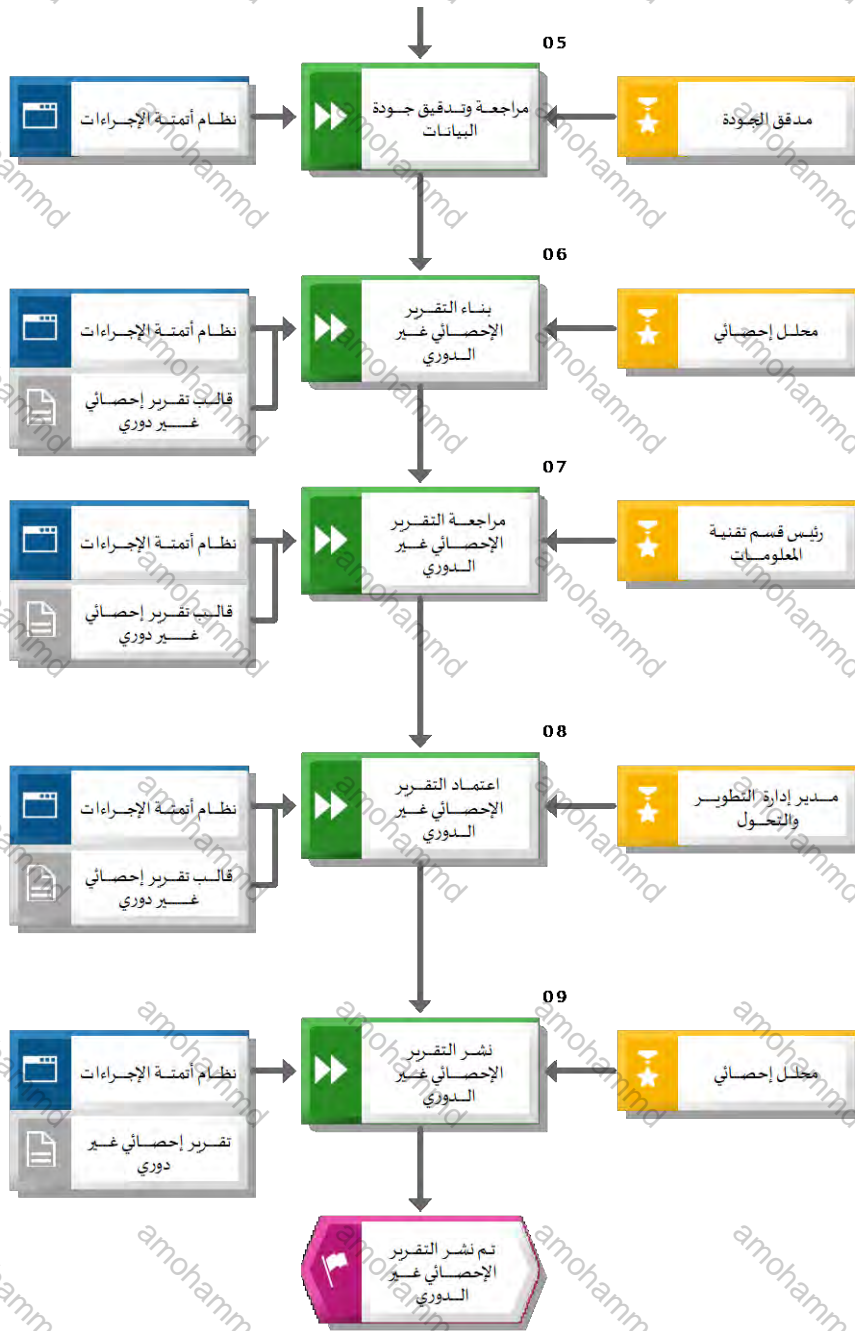 05
مدقق الجودة
مراجعة وتدقيق جودة
البيانات
نظام أتمتة الإجراءات
06
محلل إحصائي
بناء التقرير
الإحصائي غير
الدوري
نظام أتمتة الإجراءات
قالب تقرير إحصائي
غير دوري
07
رئيس قسم تقنية
المعلومات
مراجعة التقرير
الإحصائي غير
الدوري
نظام أتمتة الإجراءات
قالب تقرير إحصائي
غير دوري
08
مدير إدارة التطوير
والتحول
اعتماد التقرير
الإحصائي غير
الدوري
نظام أتمتة الإجراءات
قالب تقرير إحصائي
غير دوري
09
محلل إحصائي
نشر التقرير
الإحصائي غير
الدوري
نظام أتمتة الإجراءات
تقرير إحصائي غير
دوري
تم نشر التقرير
الإحصائي غير
الدوري
amohammd